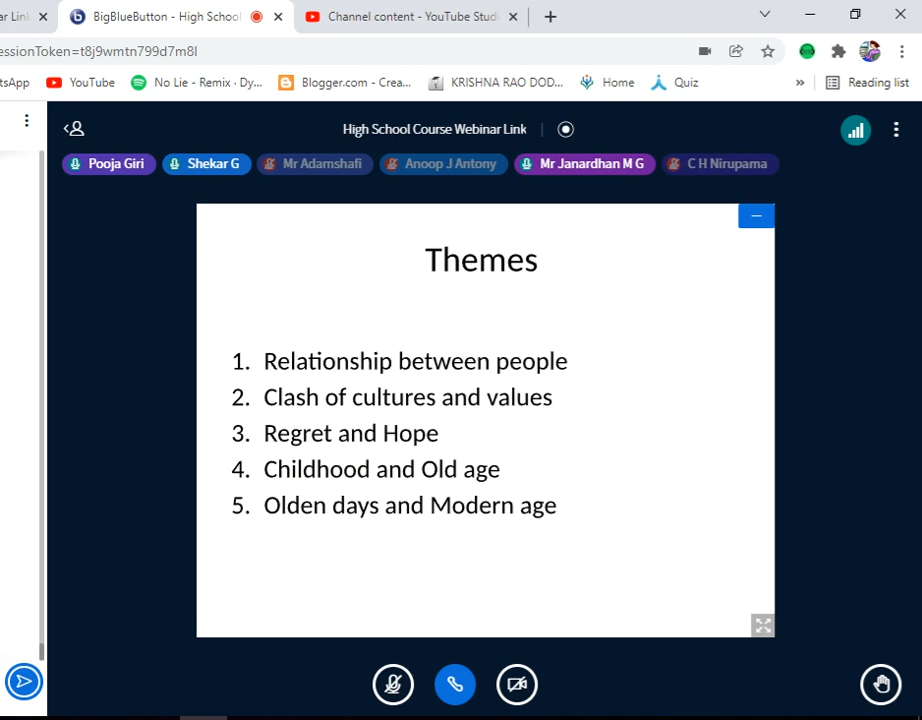 ar Link
BigBlueButton - High School
Channel content - YouTube Studi
essionToken=t8j9wmtn799d7m8l
tsApp
YouTube
No Lie - Remix · Dy...
Blogger.com - Crea...
KRISHNA RAO DOD...
Home
Quiz
»
Reading list
High School Course Webinar Link
Pooja Giri
Shekar G
Mr Adamshafi
Anoop J Antony
Mr Janardhan M G
C H Nirupama
Themes
1. Relationship between people
2. Clash of cultures and values
3. Regret and Hope
4. Childhood and Old age
5. Olden days and Modern age